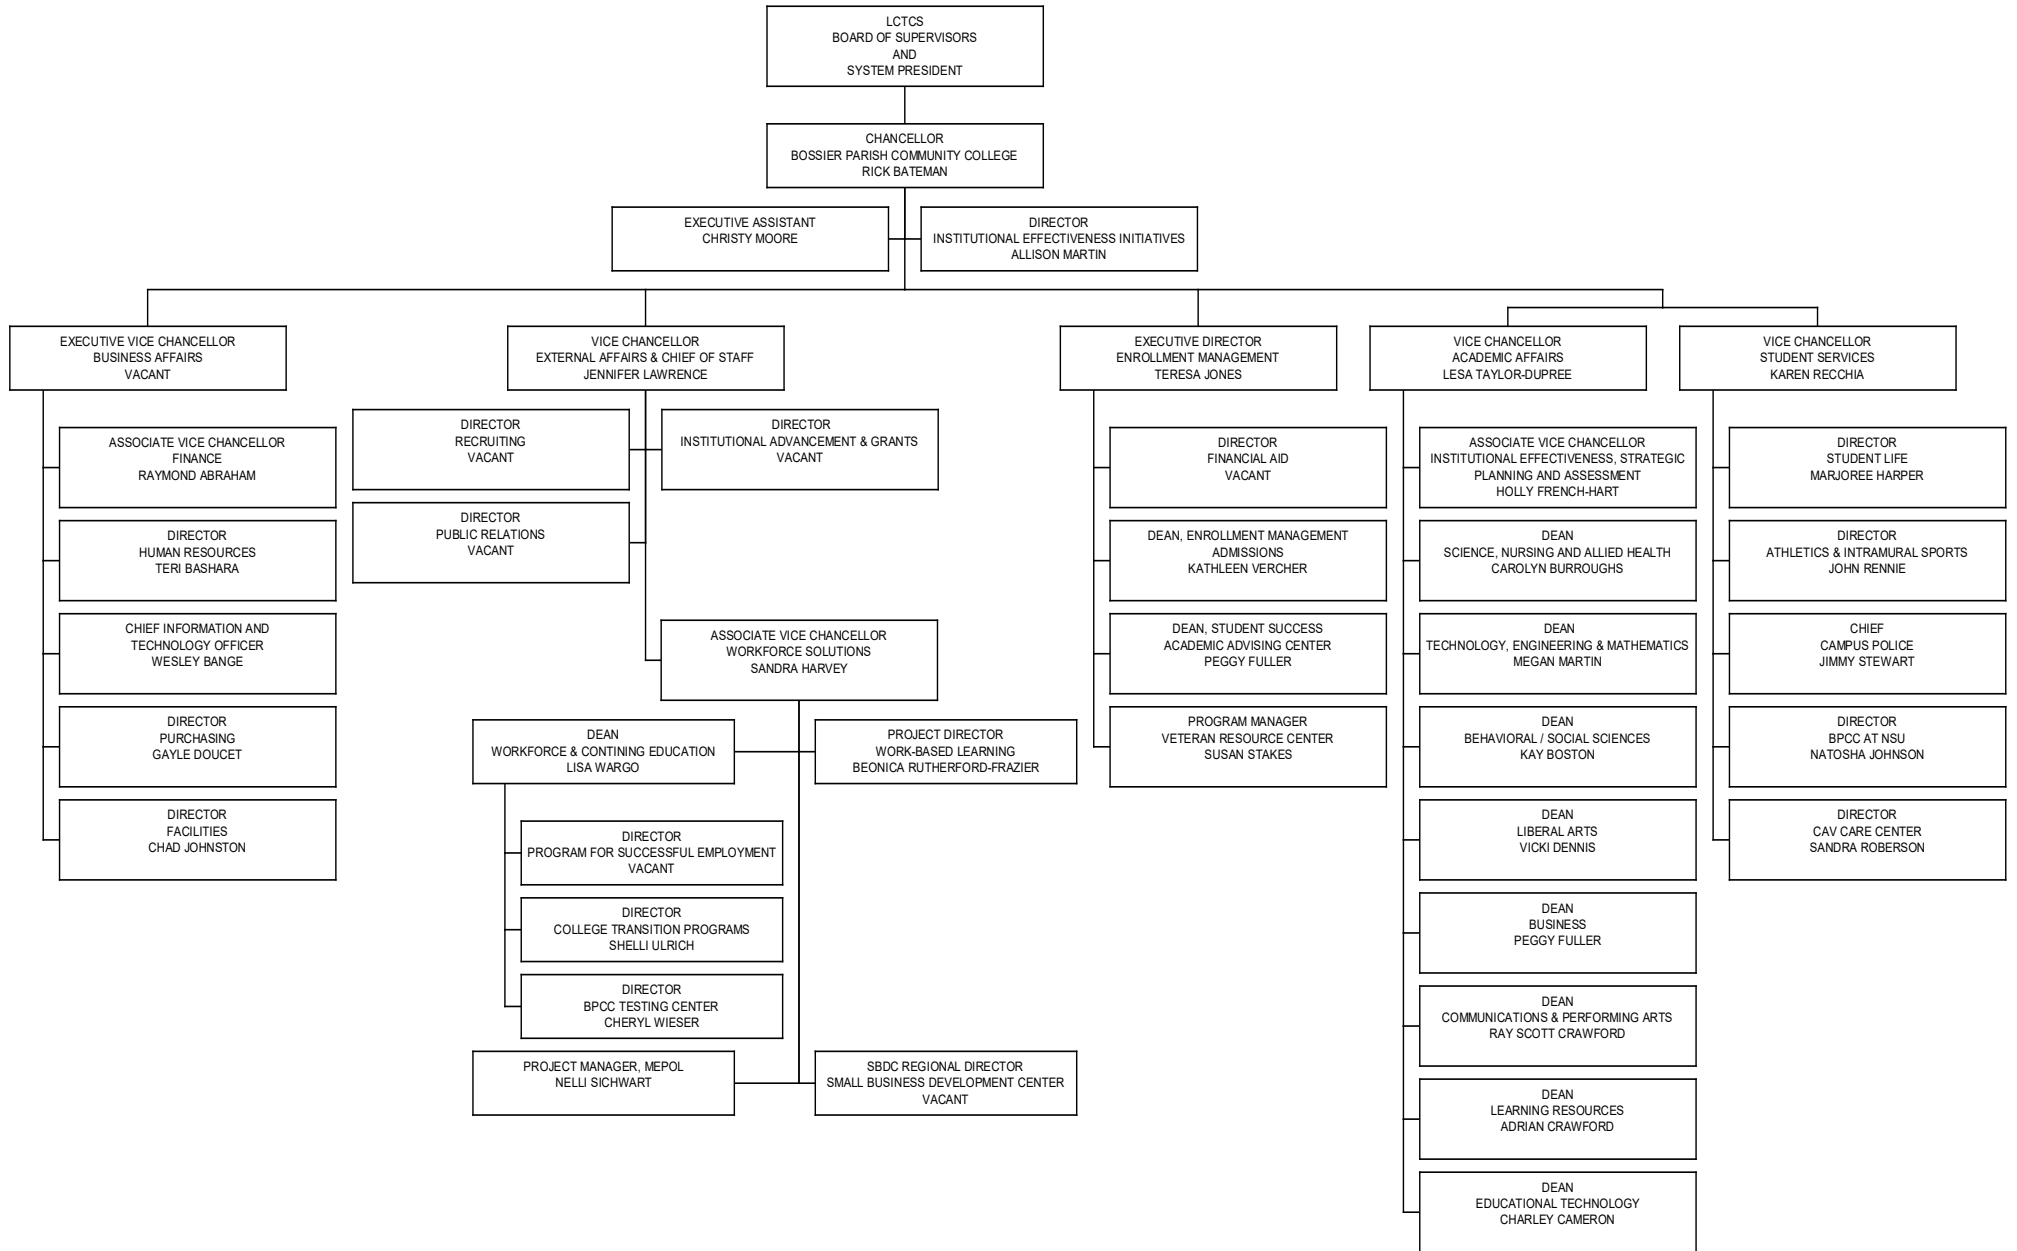 LCTCS
BOARD OF SUPERVISORS
AND
SYSTEM PRESIDENT
CHANCELLOR
BOSSIER PARISH COMMUNITY COLLEGE
RICK BATEMAN
EXECUTIVE ASSISTANT
CHRISTY MOORE
DIRECTOR
INSTITUTIONAL EFFECTIVENESS INITIATIVES
ALLISON MARTIN
EXECUTIVE VICE CHANCELLOR
BUSINESS AFFAIRS
VACANT
ASSOCIATE VICE CHANCELLOR
FINANCE
RAYMOND ABRAHAM
DIRECTOR
HUMAN RESOURCES
TERI BASHARA
CHIEF INFORMATION AND
TECHNOLOGY OFFICER
WESLEY BANGE
DIRECTOR
PURCHASING
GAYLE DOUCET
DIRECTOR
FACILITIES
CHAD JOHNSTON
VICE CHANCELLOR
EXTERNAL AFFAIRS & CHIEF OF STAFF
JENNIFER LAWRENCE
DIRECTOR
RECRUITING
VACANT
DIRECTOR
INSTITUTIONAL ADVANCEMENT & GRANTS
VACANT
DIRECTOR
PUBLIC RELATIONS
VACANT
ASSOCIATE VICE CHANCELLOR
WORKFORCE SOLUTIONS
SANDRA HARVEY
DEAN
WORKFORCE & CONTINING EDUCATION
LISA WARGO
PROJECT DIRECTOR
WORK-BASED LEARNING
BEONICA RUTHERFORD-FRAZIER
DIRECTOR
PROGRAM FOR SUCCESSFUL EMPLOYMENT
VACANT
DIRECTOR
COLLEGE TRANSITION PROGRAMS
SHELLI ULRICH
DIRECTOR
BPCC TESTING CENTER
CHERYL WIESER
PROJECT MANAGER, MEPOL
NELLI SICHWART
SBDC REGIONAL DIRECTOR
SMALL BUSINESS DEVELOPMENT CENTER
VACANT
EXECUTIVE DIRECTOR
ENROLLMENT MANAGEMENT
TERESA JONES
DIRECTOR
FINANCIAL AID
VACANT
DEAN, ENROLLMENT MANAGEMENT
ADMISSIONS
KATHLEEN VERCHER
DEAN, STUDENT SUCCESS
ACADEMIC ADVISING CENTER
PEGGY FULLER
PROGRAM MANAGER
VETERAN RESOURCE CENTER
SUSAN STAKES
VICE CHANCELLOR
ACADEMIC AFFAIRS
LESA TAYLOR-DUPREE
ASSOCIATE VICE CHANCELLOR
INSTITUTIONAL EFFECTIVENESS, STRATEGIC
PLANNING AND ASSESSMENT
HOLLY FRENCH-HART
DEAN
SCIENCE, NURSING AND ALLIED HEALTH
CAROLYN BURROUGHS
DEAN
TECHNOLOGY, ENGINEERING & MATHEMATICS
MEGAN MARTIN
DEAN
BEHAVIORAL / SOCIAL SCIENCES
KAY BOSTON
DEAN
LIBERAL ARTS
VICKI DENNIS
DEAN
BUSINESS
PEGGY FULLER
DEAN
COMMUNICATIONS & PERFORMING ARTS
RAY SCOTT CRAWFORD
DEAN
LEARNING RESOURCES
ADRIAN CRAWFORD
DEAN
EDUCATIONAL TECHNOLOGY
CHARLEY CAMERON
VICE CHANCELLOR
STUDENT SERVICES
KAREN RECCHIA
DIRECTOR
STUDENT LIFE
MARJOREE HARPER
DIRECTOR
ATHLETICS & INTRAMURAL SPORTS
JOHN RENNIE
CHIEF
CAMPUS POLICE
JIMMY STEWART
DIRECTOR
BPCC AT NSU
NATOSHA JOHNSON
DIRECTOR
CAV CARE CENTER
SANDRA ROBERSON